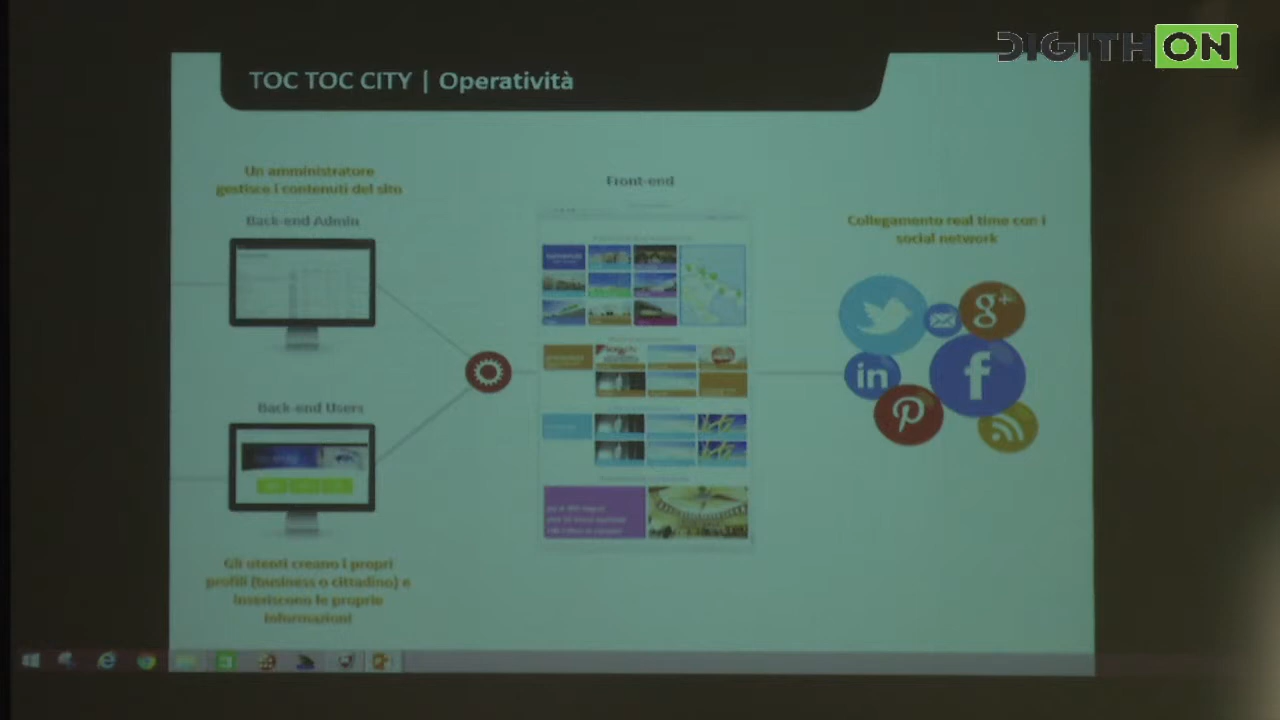 DIGITHON
TOC TOC CITY | Operatività
Un amministratore
gestisce i contenuti del sito
Back-end Admin
Front-end
Collegamento real time con i
social network
g+
in
f
Back-end Users
Gli utenti creano i propri
profili (business o cittadino) e
inseriscono le proprie
informazioni